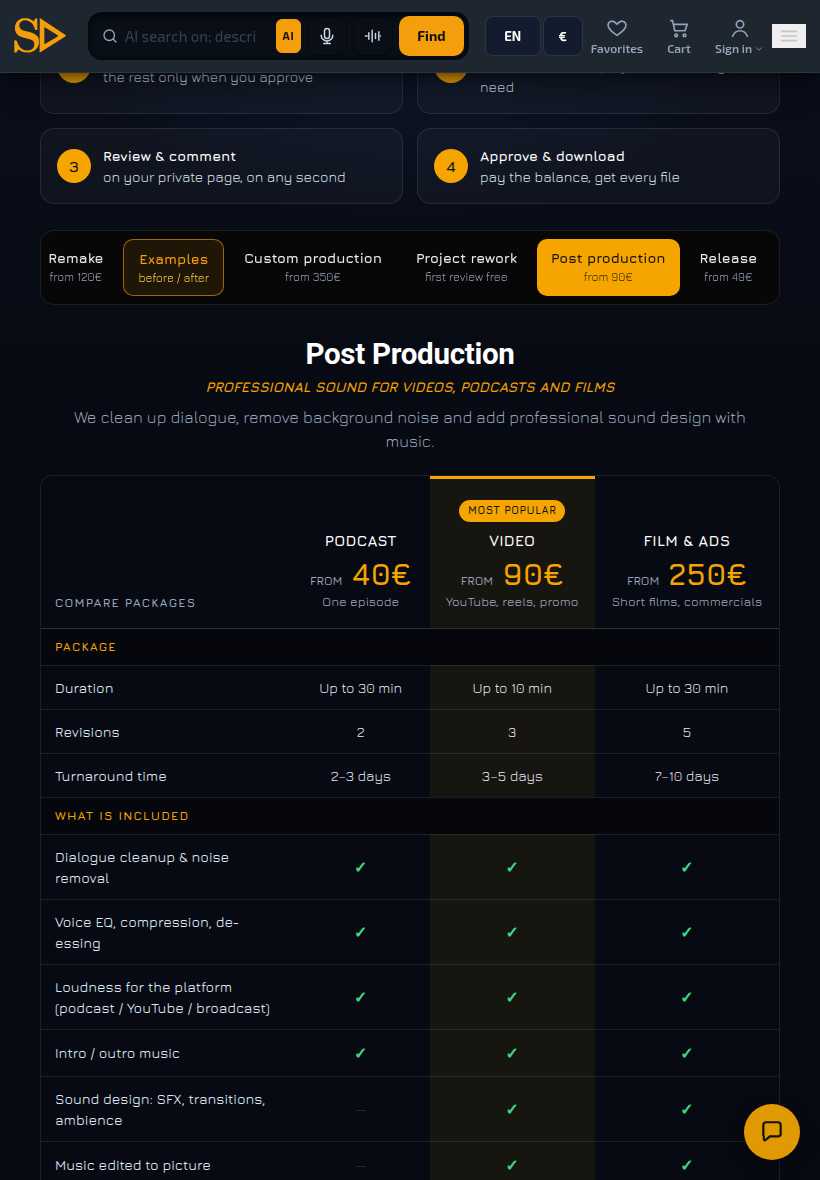 AI search on: descri
AI
Find
EN
€
Favorites
Cart
Sign in
the rest only when you approve
need
3
Review & comment
on your private page, on any second
4
Approve & download
pay the balance, get every file
Remake
from 120€
Examples
before / after
Custom production
from 350€
Project rework
first review free
Post production
from 90€
Release
from 49€
Post Production
PROFESSIONAL SOUND FOR VIDEOS, PODCASTS AND FILMS
We clean up dialogue, remove background noise and add professional sound design with
music.
COMPARE PACKAGES
PODCAST
FROM 40€
One episode
MOST POPULAR
VIDEO
FROM 90€
YouTube, reels, promo
FILM & ADS
FROM 250€
Short films, commercials
PACKAGE
Duration Up to 30 min Up to 10 min Up to 30 min
Revisions 2 3 5
Turnaround time 2–3 days 3–5 days 7–10 days
WHAT IS INCLUDED
Dialogue cleanup & noise
removal ✓ ✓ ✓
Voice EQ, compression, de-
essing ✓ ✓ ✓
Loudness for the platform
(podcast / YouTube / broadcast) ✓ ✓ ✓
Intro / outro music ✓ ✓ ✓
Sound design: SFX, transitions,
ambience — ✓ ✓
Music edited to picture — ✓ ✓